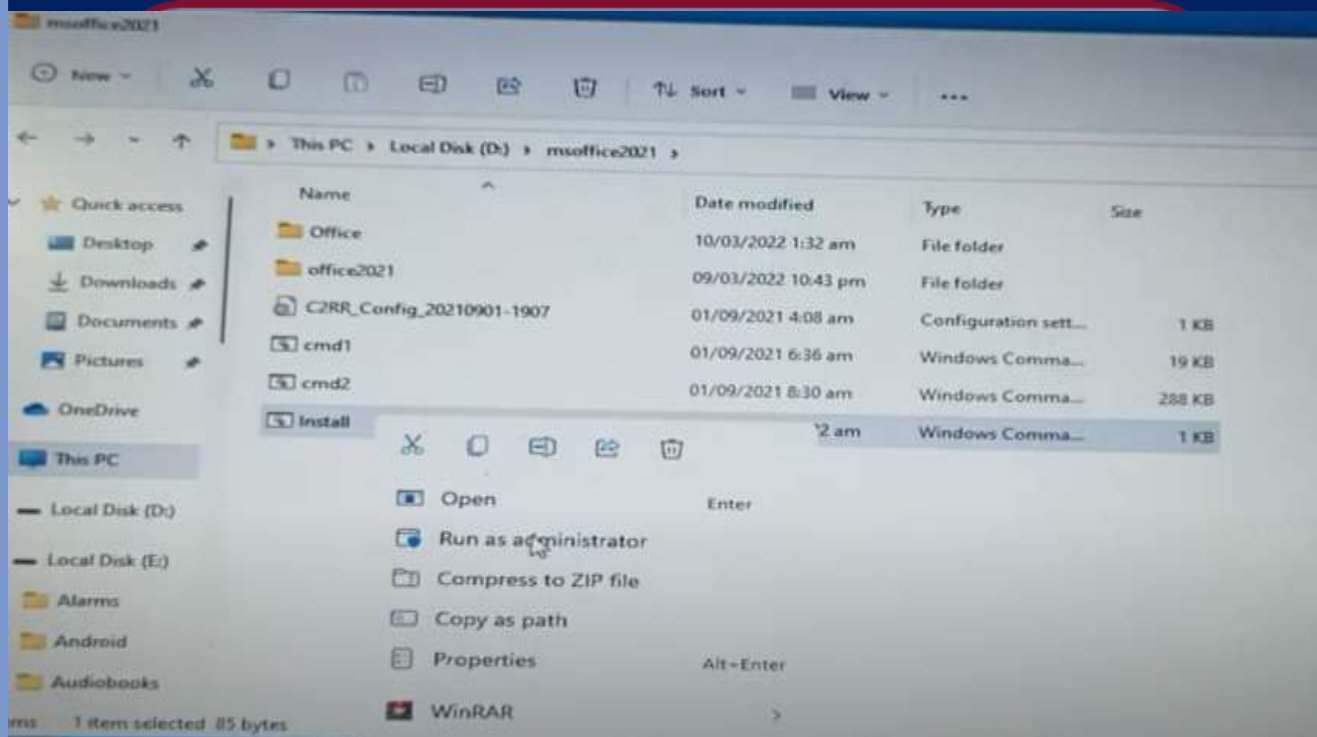 msoffice2021
New Sort View ...
This PC > Local Disk (D:) > msoffice2021 >
Name Date modified Type Size
Quick access
Desktop
Downloads
Documents
Pictures
OneDrive
This PC
Local Disk (D:)
Local Disk (E:)
Alarms
Android
Audiobooks
Office 10/03/2022 1:32 am File folder
office2021 09/03/2022 10:43 pm File folder
C2RR_Config_20210901-1907 01/09/2021 4:08 am Configuration sett... 1 KB
cmd1 01/09/2021 6:36 am Windows Comma... 19 KB
cmd2 01/09/2021 8:30 am Windows Comma... 288 KB
Install 2 am Windows Comma... 1 KB
Open Enter
Run as administrator
Compress to ZIP file
Copy as path
Properties Alt+Enter
WinRAR >
1 item selected 85 bytes